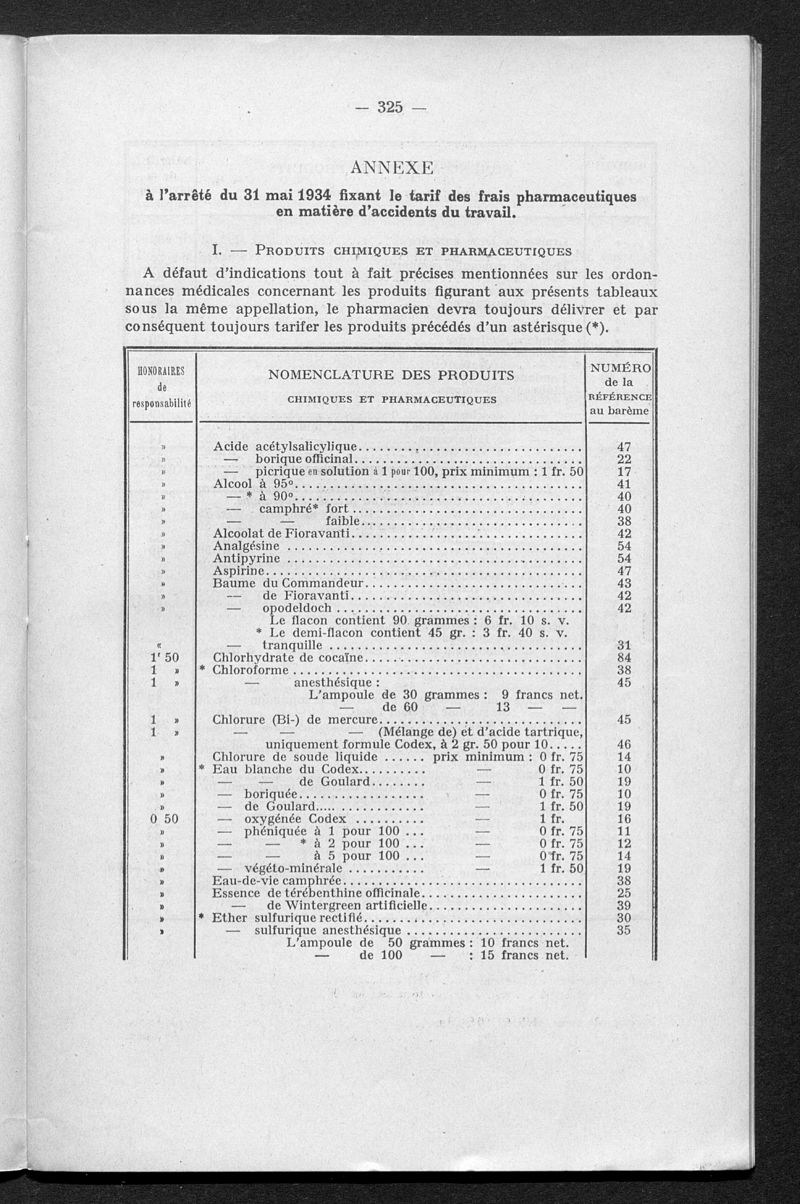 — 325 —
ANNEXE
à l'arrêté du 31 mai 1934 fixant le tarif des frais pharmaceutiques
en matière d'accidents du travail.
I. — PRODUITS CHIMIQUES ET PHARMACEUTIQUES
A défaut d'indications tout à fait précises mentionnées sur les ordon-
nances médicales concernant les produits figurant aux présents tableaux
sous la même appellation, le pharmacien devra toujours délivrer et par
conséquent toujours tarifer les produits précédés d'un astérisque (*).
HONORAIRES
de
responsabilité
NOMENCLATURE DES PRODUITS
CHIMIQUES ET PHARMACEUTIQUES
NUMÉRO
de la
RÉFÉRENCE
au barème
» Acide acétylsalicylique................................ 47
» — borique officinal................................ 22
» — picrique en solution à 1 pour 100, prix minimum : 1 fr. 50 17
» Alcool à 95°................................ 41
» — * à 90°................................ 40
» — camphré* fort ................................ 40
» — — faible................................ 38
» Alcoolat de Fioravanti................................ 42
» Analgésine ................................ 54
» Antipyrine ................................ 54
» Aspirine................................ 47
» Baume du Commandeur................................ 43
» — de Fioravanti................................ 42
» — opodeldoch ................................ 42
Le flacon contient 90 grammes : 6 fr. 10 s. v.
* Le demi-flacon contient 45 gr. : 3 fr. 40 s. v.
« — tranquille ................................ 31
1ᶠ 50 Chlorhydrate de cocaïne................................ 84
1 » * Chloroforme ................................ 38
1 » — anesthésique : 45
L'ampoule de 30 grammes : 9 francs net.
— de 60 — 13 — —
1 » Chlorure (Bi-) de mercure................................ 45
1 » — — — (Mélange de) et d'acide tartrique,
uniquement formule Codex, à 2 gr. 50 pour 10..... 46
» Chlorure de soude liquide ...... prix minimum : 0 fr. 75 14
» * Eau blanche du Codex.......... — 0 fr. 75 10
» — — de Goulard........ — 1 fr. 50 19
» — boriquée.................. — 0 fr. 75 10
» — de Goulard..... ............ — 1 fr. 50 19
0 50 — oxygénée Codex .......... — 1 fr. 16
» — phéniquée à 1 pour 100 ... — 0 fr. 75 11
» — — * à 2 pour 100 ... — 0 fr. 75 12
» — — à 5 pour 100 ... — 0 fr. 75 14
» — végéto-minérale ........... — 1 fr. 50 19
» Eau-de-vie camphrée................................ 38
» Essence de térébenthine officinale....................... 25
» — de Wintergreen artificielle...................... 39
» * Ether sulfurique rectifié................................ 30
» — sulfurique anesthésique ......................... 35
L'ampoule de 50 grammes : 10 francs net.
— de 100 — : 15 francs net.